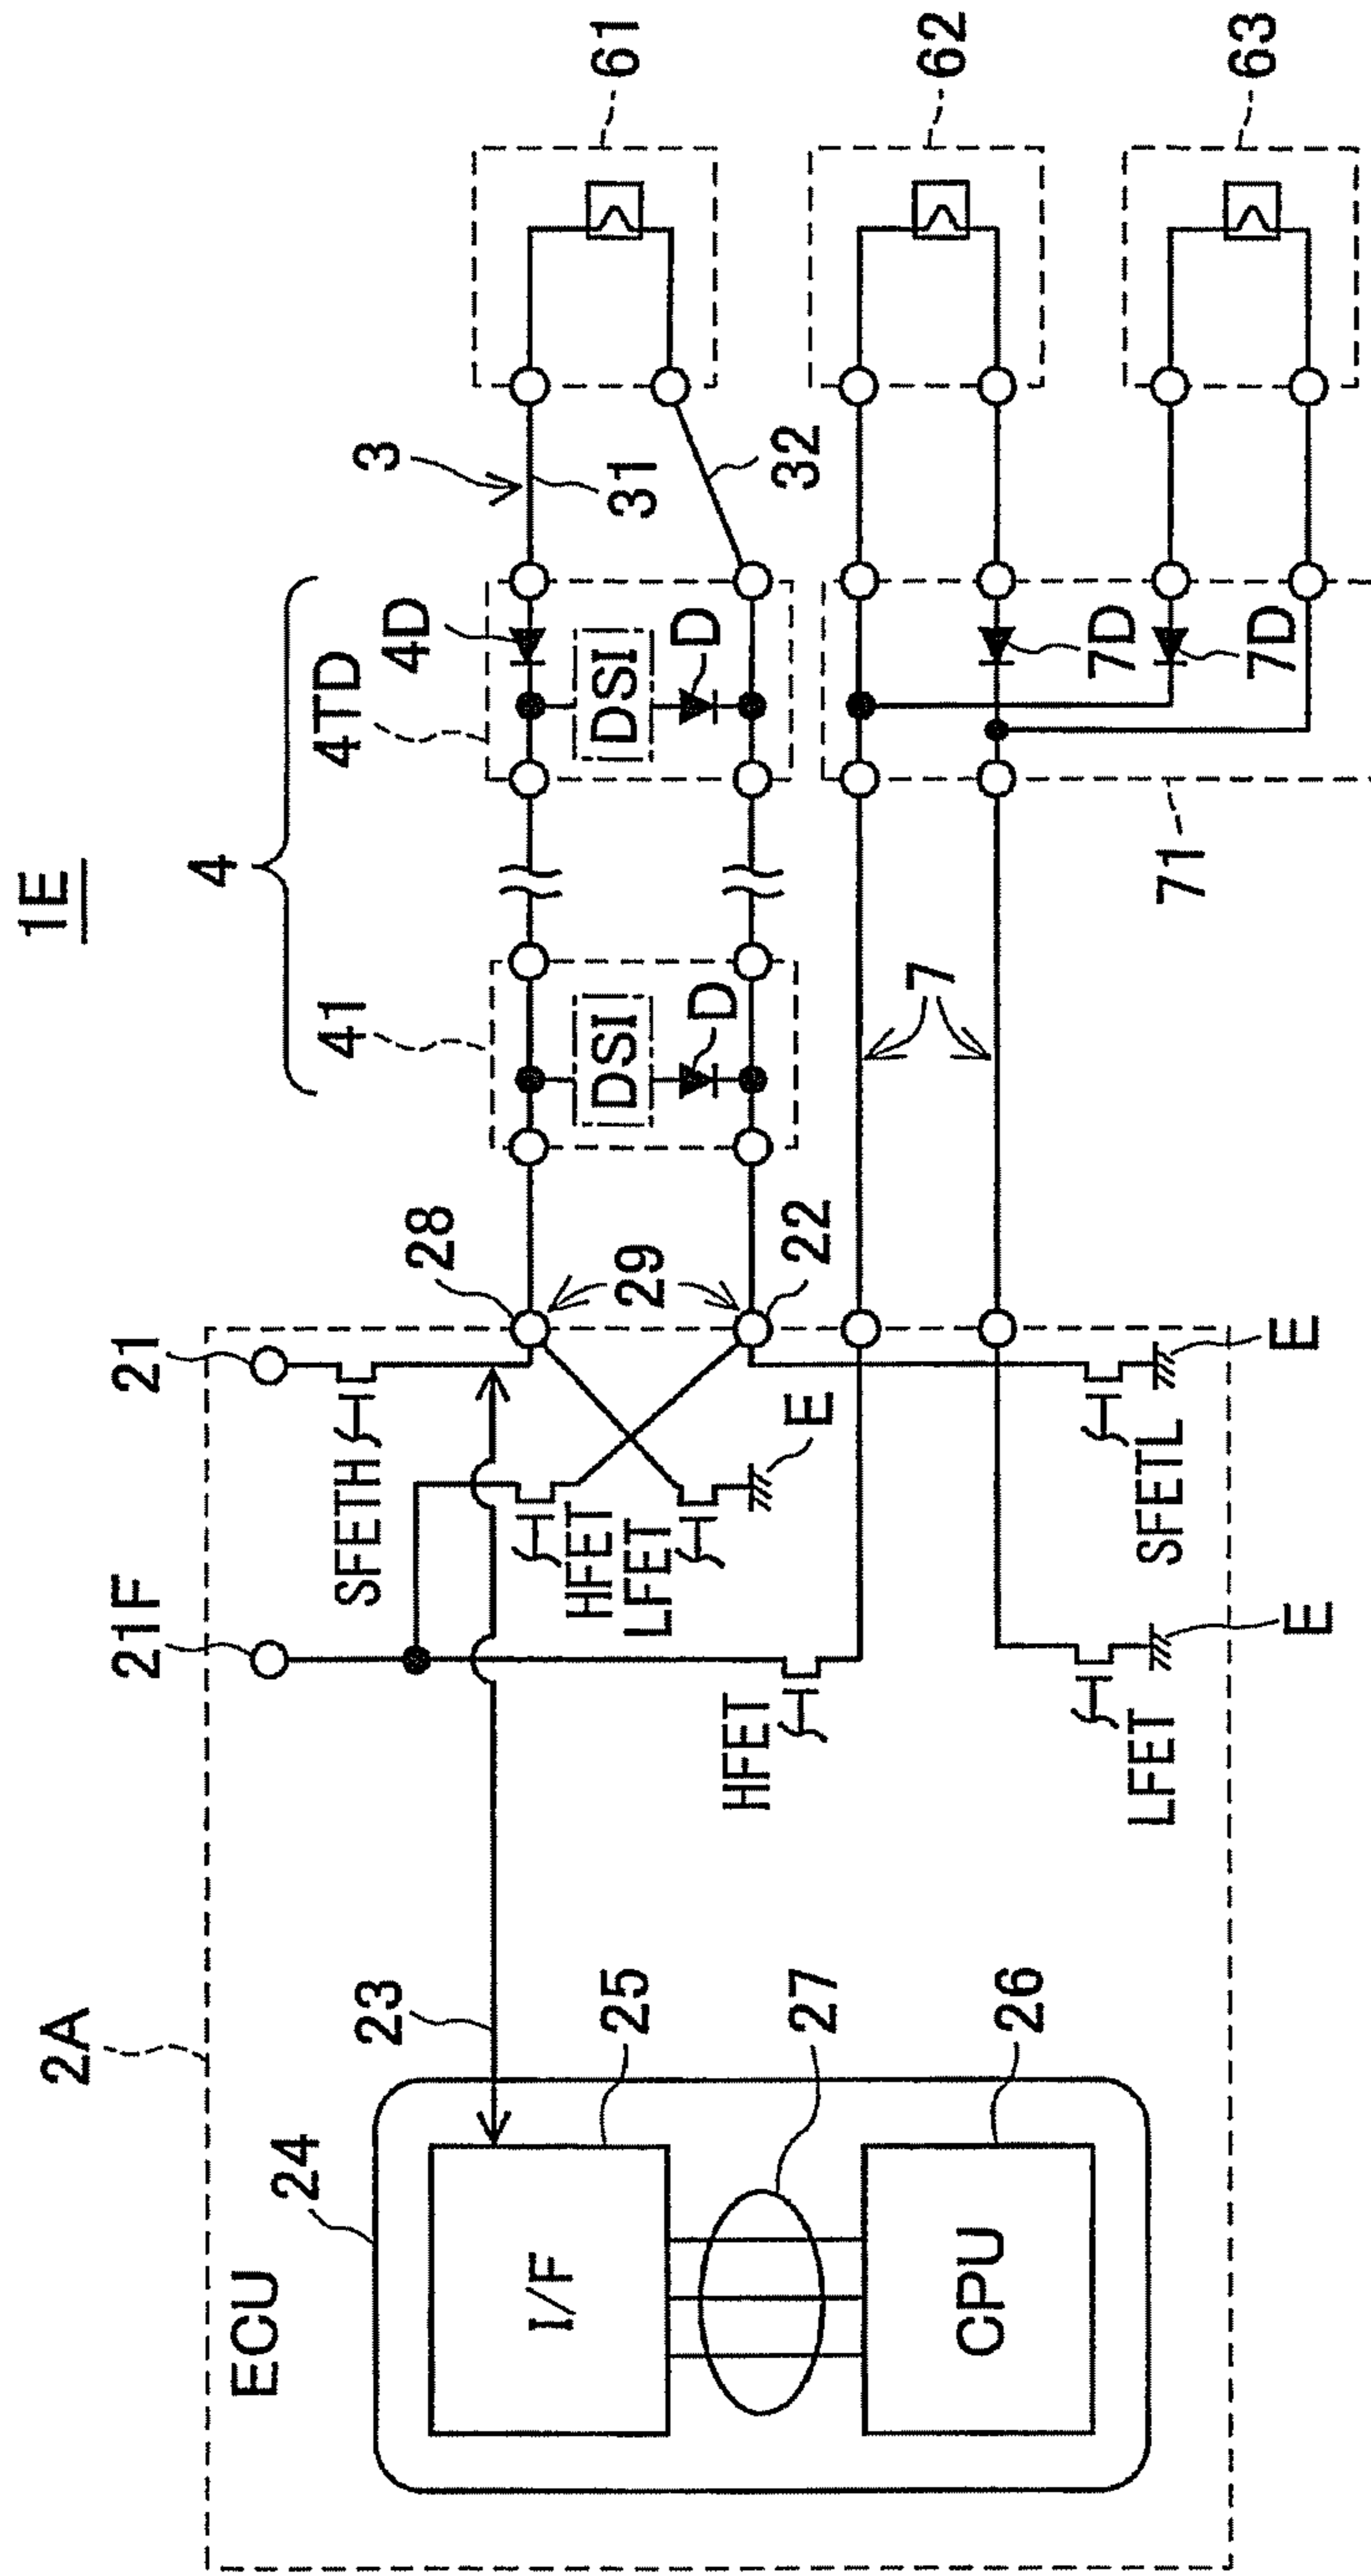 1E
2A
ECU
24
I/F
25
27
CPU
26
23
21F
21
SFETH
HFET
LFET
E
HFET
LFET
E
SFETL
E
28
29
22
4
41
DSI
D
4TD
4D
DSI
D
3
31
32
7
71
7D
7D
61
62
63